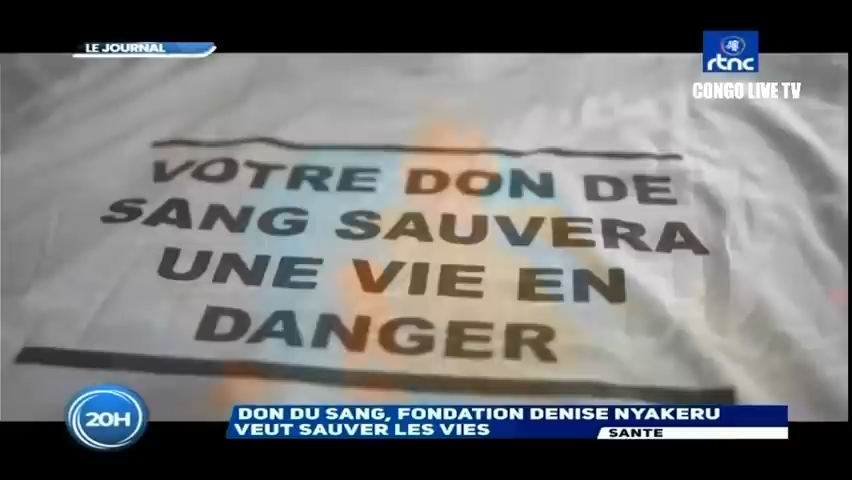 LE JOURNAL
rtnc
CONGO LIVE TV
VOTRE DON DE
SANG SAUVERA
UNE VIE EN
DANGER
20H
DON DU SANG, FONDATION DENISE NYAKERU
VEUT SAUVER LES VIES
SANTE